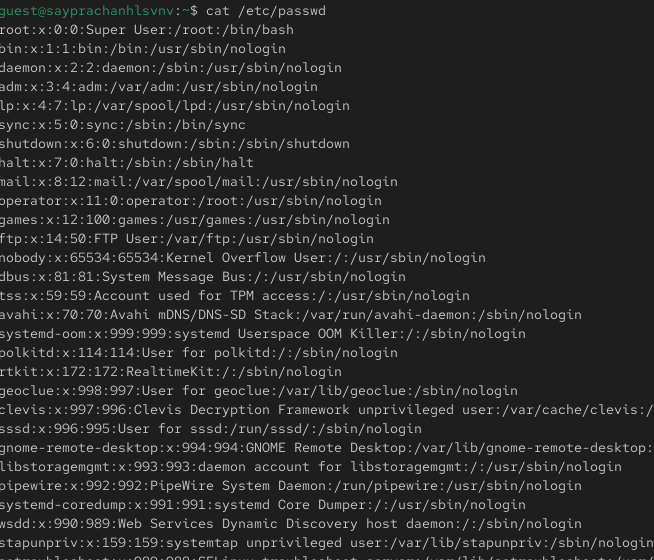 guest@sayprachanhlsvnv:~$ cat /etc/passwd
root:x:0:0:Super User:/root:/bin/bash
bin:x:1:1:bin:/bin:/usr/sbin/nologin
daemon:x:2:2:daemon:/sbin:/usr/sbin/nologin
adm:x:3:4:adm:/var/adm:/usr/sbin/nologin
lp:x:4:7:lp:/var/spool/lpd:/usr/sbin/nologin
sync:x:5:0:sync:/sbin:/bin/sync
shutdown:x:6:0:shutdown:/sbin:/sbin/shutdown
halt:x:7:0:halt:/sbin:/sbin/halt
mail:x:8:12:mail:/var/spool/mail:/usr/sbin/nologin
operator:x:11:0:operator:/root:/usr/sbin/nologin
games:x:12:100:games:/usr/games:/usr/sbin/nologin
ftp:x:14:50:FTP User:/var/ftp:/usr/sbin/nologin
nobody:x:65534:65534:Kernel Overflow User:/:/usr/sbin/nologin
dbus:x:81:81:System Message Bus:/:/usr/sbin/nologin
tss:x:59:59:Account used for TPM access:/:/usr/sbin/nologin
avahi:x:70:70:Avahi mDNS/DNS-SD Stack:/var/run/avahi-daemon:/sbin/nologin
systemd-oom:x:999:999:systemd Userspace OOM Killer:/:/sbin/nologin
polkitd:x:114:114:User for polkitd:/:/sbin/nologin
rtkit:x:172:172:RealtimeKit:/:/sbin/nologin
geoclue:x:998:997:User for geoclue:/var/lib/geoclue:/sbin/nologin
clevis:x:997:996:Clevis Decryption Framework unprivileged user:/var/cache/clevis:/
sssd:x:996:995:User for sssd:/run/sssd/:/sbin/nologin
gnome-remote-desktop:x:994:994:GNOME Remote Desktop:/var/lib/gnome-remote-desktop:
libstoragemgmt:x:993:993:daemon account for libstoragemgmt:/:/usr/sbin/nologin
pipewire:x:992:992:PipeWire System Daemon:/run/pipewire:/usr/sbin/nologin
systemd-coredump:x:991:991:systemd Core Dumper:/:/usr/sbin/nologin
wsdd:x:990:989:Web Services Dynamic Discovery host daemon:/:/sbin/nologin
stapunpriv:x:159:159:systemtap unprivileged user:/var/lib/stapunpriv:/sbin/nologin